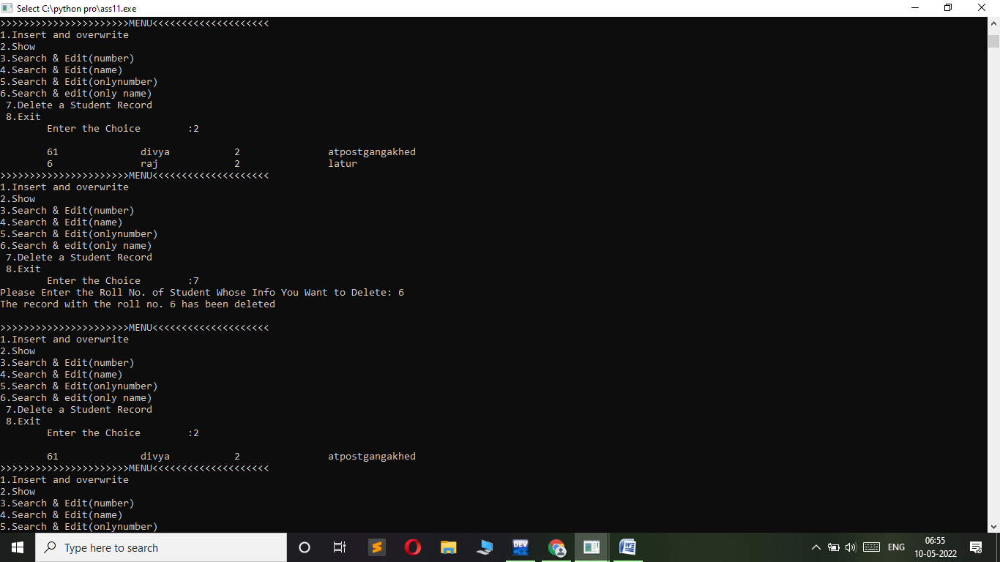 Select C:\python pro\ass11.exe
>>>>>>>>>>>>>>>>>>>>>>MENU<<<<<<<<<<<<<<<<<<<<
1.Insert and overwrite
2.Show
3.Search & Edit(number)
4.Search & Edit(name)
5.Search & Edit(onlynumber)
6.Search & edit(only name)
7.Delete a Student Record
8.Exit
Enter the Choice :2
61 divya 2 atpostgangakhed
6 raj 2 latur
>>>>>>>>>>>>>>>>>>>>>>MENU<<<<<<<<<<<<<<<<<<<<
1.Insert and overwrite
2.Show
3.Search & Edit(number)
4.Search & Edit(name)
5.Search & Edit(onlynumber)
6.Search & edit(only name)
7.Delete a Student Record
8.Exit
Enter the Choice :7
Please Enter the Roll No. of Student Whose Info You Want to Delete: 6
The record with the roll no. 6 has been deleted
>>>>>>>>>>>>>>>>>>>>>>MENU<<<<<<<<<<<<<<<<<<<<
1.Insert and overwrite
2.Show
3.Search & Edit(number)
4.Search & Edit(name)
5.Search & Edit(onlynumber)
6.Search & edit(only name)
7.Delete a Student Record
8.Exit
Enter the Choice :2
61 divya 2 atpostgangakhed
>>>>>>>>>>>>>>>>>>>>>>MENU<<<<<<<<<<<<<<<<<<<<
1.Insert and overwrite
2.Show
3.Search & Edit(number)
4.Search & Edit(name)
5.Search & Edit(onlynumber)
Type here to search
DEV
ENG
06:55
10-05-2022